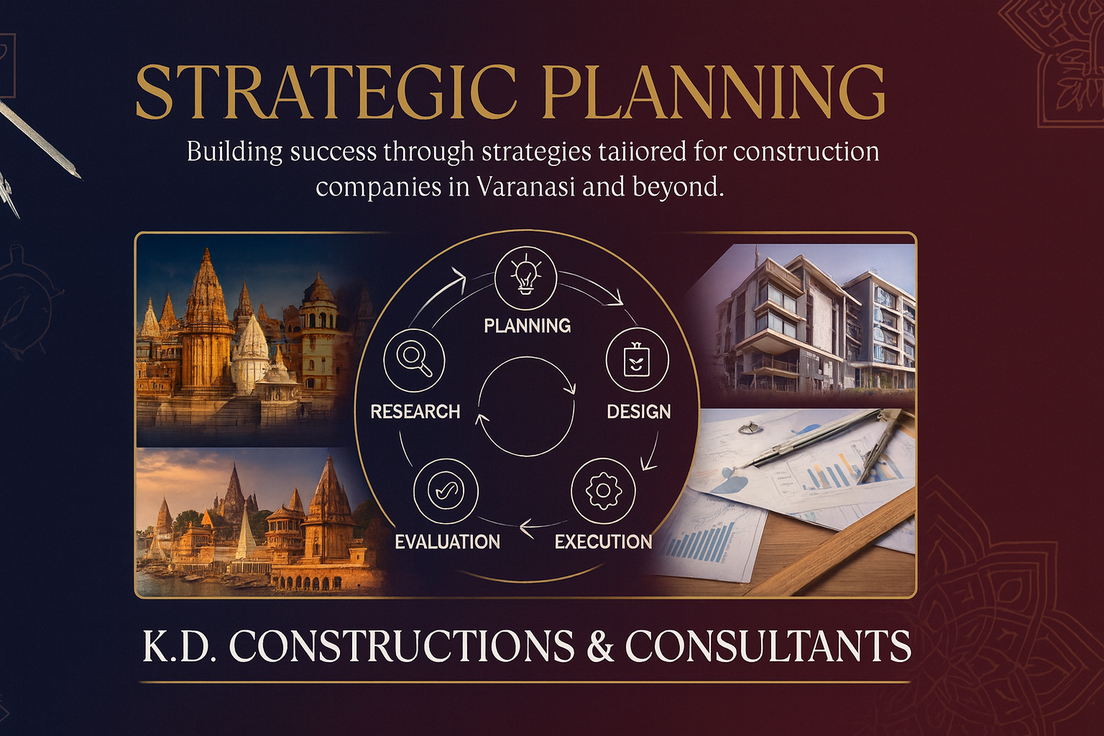 STRATEGIC PLANNING
Building success through strategies taiiored for construction
companies in Varanasi and beyond.
PLANNING
RESEARCH
DESIGN
EVALUATION
EXECUTION
K.D. CONSTRUCTIONS & CONSULTANTS